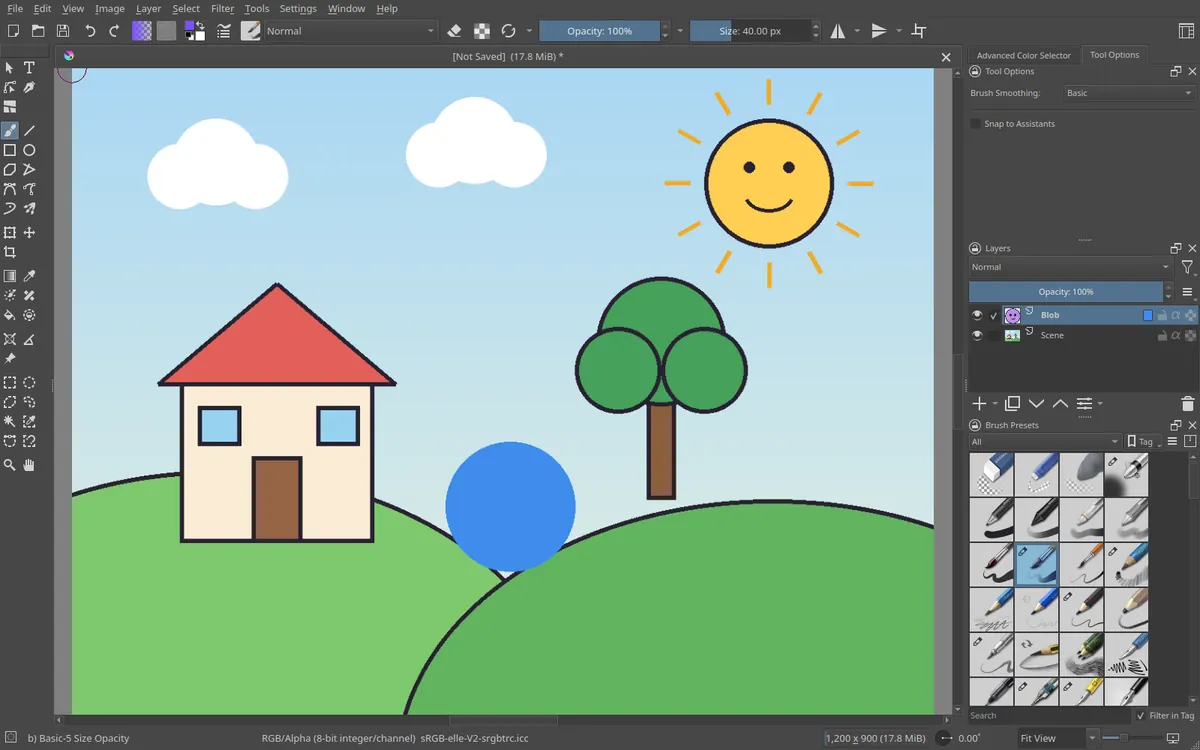 File Edit View Image Layer Select Filter Tools Settings Window Help
Normal Opacity: 100% Size: 40.00 px
[Not Saved] (17.8 MiB) *
Advanced Color Selector Tool Options
Tool Options
Brush Smoothing: Basic
Snap to Assistants
Layers
Normal
Opacity: 100%
Blob
Scene
Brush Presets
All Tag
Search Filter in Tag
b) Basic-5 Size Opacity RGB/Alpha (8-bit integer/channel) sRGB-elle-V2-srgbtrc.icc 1,200 x 900 (17.8 MiB) 0.00° Fit View